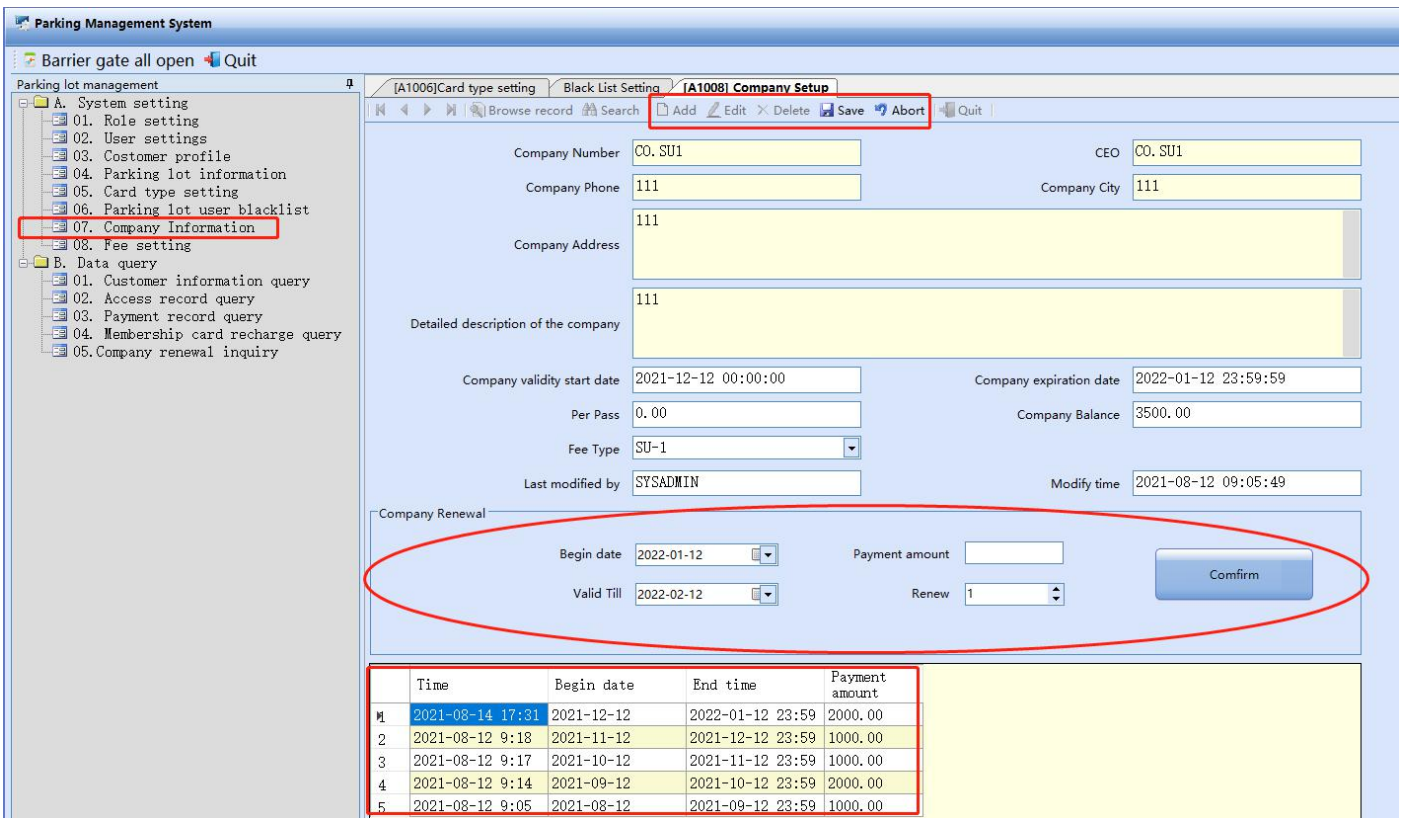 Parking Management System
Barrier gate all open Quit
Parking lot management
A. System setting
01. Role setting
02. User settings
03. Costomer profile
04. Parking lot information
05. Card type setting
06. Parking lot user blacklist
07. Company Information
08. Fee setting
B. Data query
01. Customer information query
02. Access record query
03. Payment record query
04. Membership card recharge query
05.Company renewal inquiry
[A1006]Card type setting Black List Setting [A1008] Company Setup
Browse record Search Add Edit Delete Save Abort Quit
Company Number CO.SU1 CEO CO.SU1
Company Phone 111 Company City 111
Company Address 111
Detailed description of the company 111
Company validity start date 2021-12-12 00:00:00 Company expiration date 2022-01-12 23:59:59
Per Pass 0.00 Company Balance 3500.00
Fee Type SU-1
Last modified by SYSADMIN Modify time 2021-08-12 09:05:49
Company Renewal
Begin date 2022-01-12 Payment amount
Valid Till 2022-02-12 Renew 1 Comfirm
Time Begin date End time Payment amount
1 2021-08-14 17:31 2021-12-12 2022-01-12 23:59 2000.00
2 2021-08-12 9:18 2021-11-12 2021-12-12 23:59 1000.00
3 2021-08-12 9:17 2021-10-12 2021-11-12 23:59 1000.00
4 2021-08-12 9:14 2021-09-12 2021-10-12 23:59 2000.00
5 2021-08-12 9:05 2021-08-12 2021-09-12 23:59 1000.00